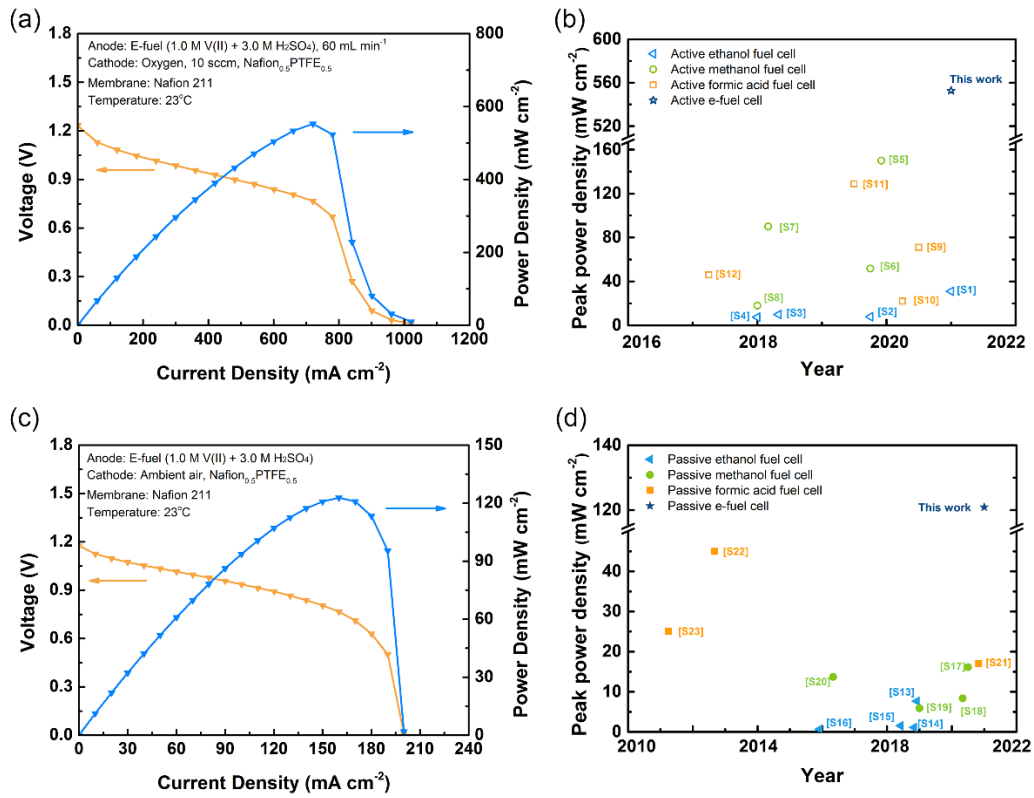 (a)
Anode: E-fuel (1.0 M V(II) + 3.0 M H₂SO₄), 60 mL min⁻¹
Cathode: Oxygen, 10 sccm, Nafion₀.₅PTFE₀.₅
Membrane: Nafion 211
Temperature: 23°C
Voltage (V)
1.8
1.5
1.2
0.9
0.6
0.3
0.0
0 200 400 600 800 1000 1200
Current Density (mA cm⁻²)
800
600
400
200
0
Power Density (mW cm⁻²)
(b)
Active ethanol fuel cell
Active methanol fuel cell
Active formic acid fuel cell
Active e-fuel cell
This work
[S5]
[S11]
[S7]
[S9]
[S6]
[S12]
[S1]
[S10]
[S8]
[S4]
[S3]
[S2]
Peak power density (mW cm⁻²)
600
560
520
160
120
80
40
0
2016 2018 2020 2022
Year
(c)
Anode: E-fuel (1.0 M V(II) + 3.0 M H₂SO₄)
Cathode: Ambient air, Nafion₀.₅PTFE₀.₅
Membrane: Nafion 211
Temperature: 23°C
Voltage (V)
1.8
1.5
1.2
0.9
0.6
0.3
0.0
0 30 60 90 120 150 180 210 240
Current Density (mA cm⁻²)
150
120
90
60
30
0
Power Density (mW cm⁻²)
(d)
Passive ethanol fuel cell
Passive methanol fuel cell
Passive formic acid fuel cell
Passive e-fuel cell
This work
[S22]
[S23]
[S17]
[S21]
[S20]
[S13]
[S19]
[S18]
[S16]
[S15]
[S14]
Peak power density (mW cm⁻²)
140
120
40
30
20
10
0
2010 2014 2018 2022
Year